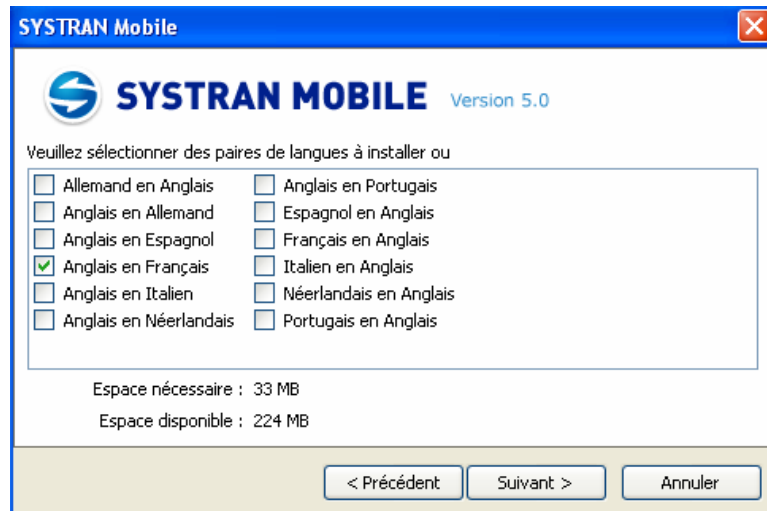 SYSTRAN Mobile
SYSTRAN MOBILE Version 5.0
Veuillez sélectionner des paires de langues à installer ou
Allemand en Anglais
Anglais en Allemand
Anglais en Espagnol
Anglais en Français
Anglais en Italien
Anglais en Néerlandais
Anglais en Portugais
Espagnol en Anglais
Français en Anglais
Italien en Anglais
Néerlandais en Anglais
Portugais en Anglais
Espace nécessaire : 33 MB
Espace disponible : 224 MB
< Précédent
Suivant >
Annuler